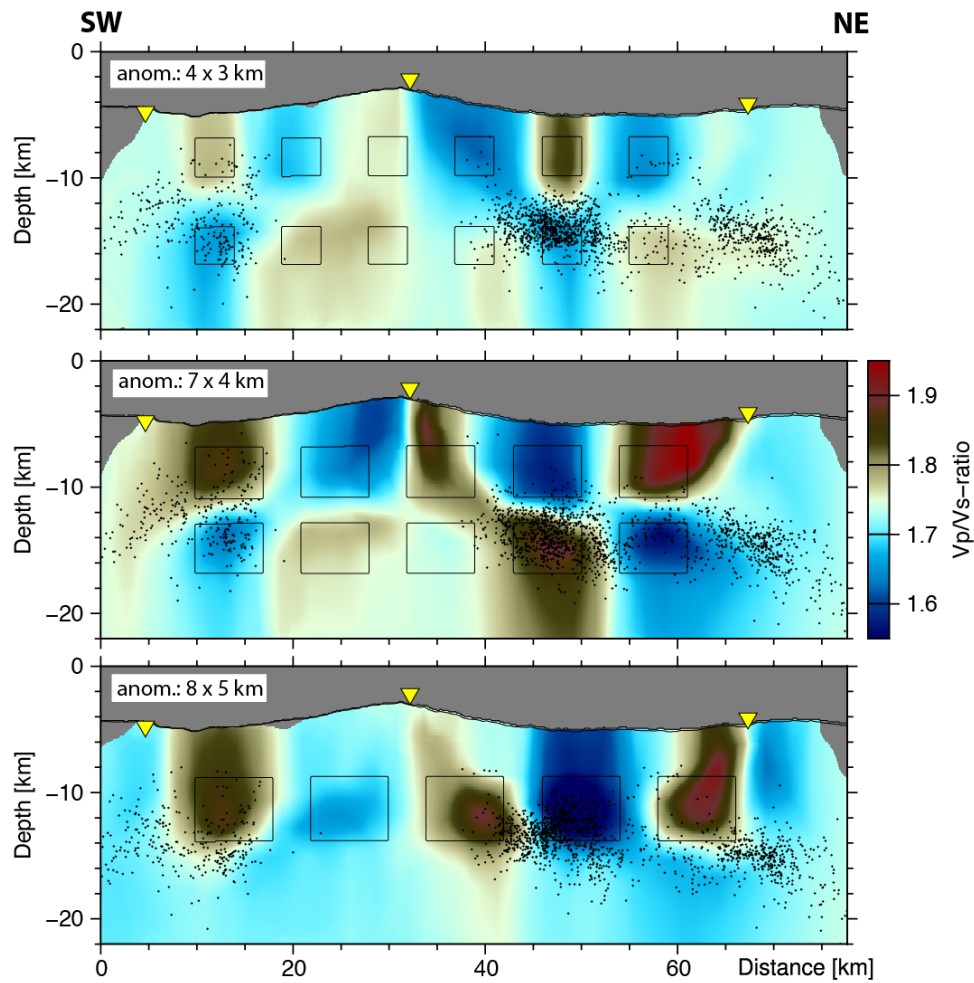 SW NE
0
anom.: 4 x 3 km
−10
−20
Depth [km]
0
anom.: 7 x 4 km
−10
−20
Depth [km]
1.9
1.8
1.7
1.6
Vp/Vs−ratio
0
anom.: 8 x 5 km
−10
−20
Depth [km]
0 20 40 60 Distance [km]